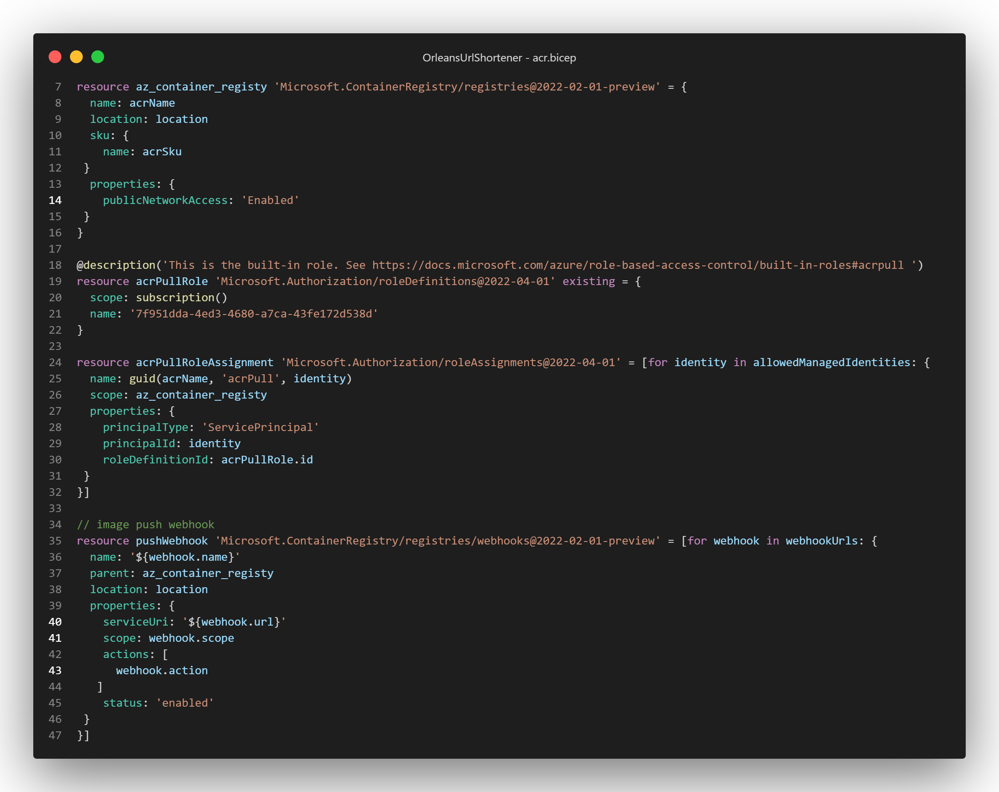 OrleansUrlShortener - acr.bicep
7 resource az_container_registy 'Microsoft.ContainerRegistry/registries@2022-02-01-preview' = {
8   name: acrName
9   location: location
10   sku: {
11     name: acrSku
12  }
13   properties: {
14     publicNetworkAccess: 'Enabled'
15  }
16 }
17
18 @description('This is the built-in role. See https://docs.microsoft.com/azure/role-based-access-control/built-in-roles#acrpull ')
19 resource acrPullRole 'Microsoft.Authorization/roleDefinitions@2022-04-01' existing = {
20   scope: subscription()
21   name: '7f951dda-4ed3-4680-a7ca-43fe172d538d'
22 }
23
24 resource acrPullRoleAssignment 'Microsoft.Authorization/roleAssignments@2022-04-01' = [for identity in allowedManagedIdentities: {
25   name: guid(acrName, 'acrPull', identity)
26   scope: az_container_registy
27   properties: {
28     principalType: 'ServicePrincipal'
29     principalId: identity
30     roleDefinitionId: acrPullRole.id
31  }
32 }]
33
34 // image push webhook
35 resource pushWebhook 'Microsoft.ContainerRegistry/registries/webhooks@2022-02-01-preview' = [for webhook in webhookUrls: {
36   name: '${webhook.name}'
37   parent: az_container_registy
38   location: location
39   properties: {
40     serviceUri: '${webhook.url}'
41     scope: webhook.scope
42     actions: [
43       webhook.action
44    ]
45     status: 'enabled'
46  }
47 }]